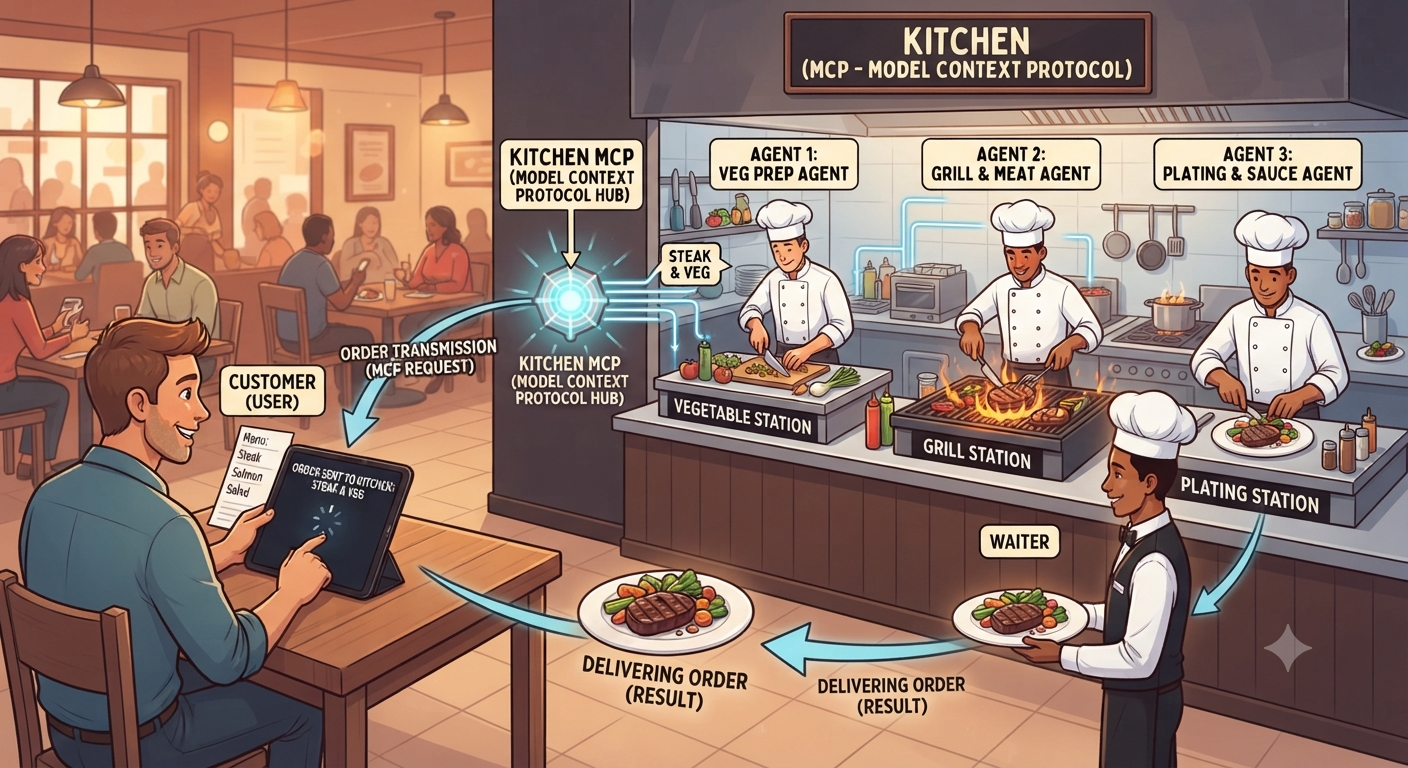 KITCHEN
(MCP - MODEL CONTEXT PROTOCOL)
KITCHEN MCP
(MODEL CONTEXT
PROTOCOL HUB)
AGENT 1:
VEG PREP AGENT
AGENT 2:
GRILL & MEAT AGENT
AGENT 3:
PLATING & SAUCE AGENT
STEAK
& VEG
ORDER TRANSMISSION
(MCF REQUEST)
KITCHEN MCP
(MODEL CONTEXT
PROTOCOL HUB)
CUSTOMER
(USER)
Menu:
Steak
Salmon
Salad
ORDER SENT TO KITCHEN:
STEAK & VEG
VEGETABLE STATION
GRILL STATION
PLATING STATION
WAITER
DELIVERING ORDER
(RESULT)
DELIVERING ORDER
(RESULT)